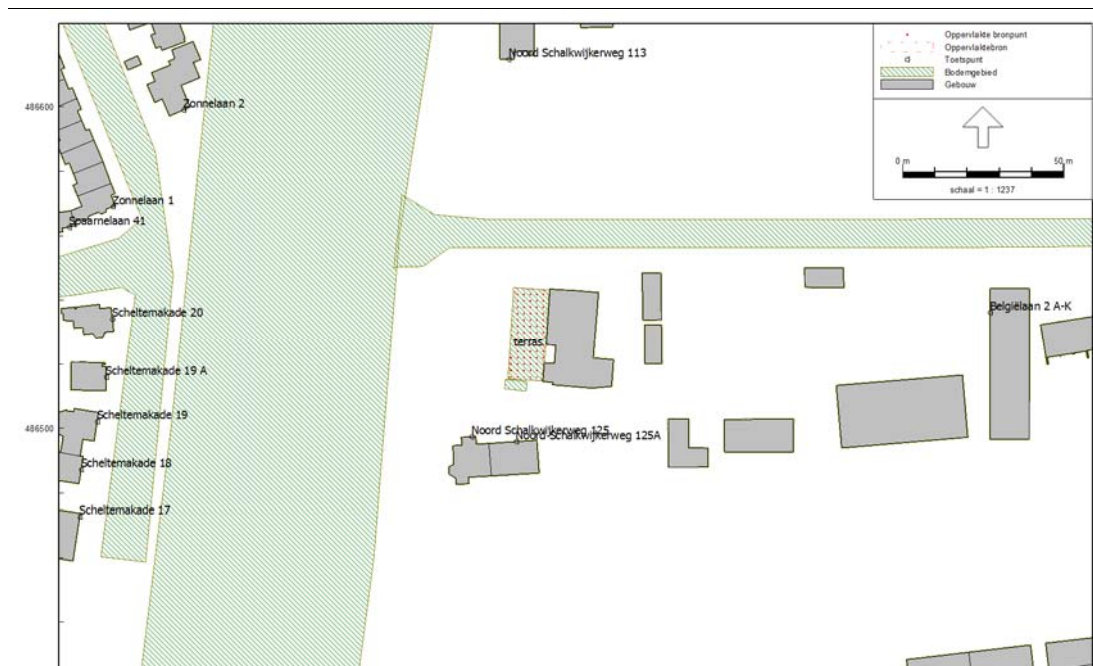 Oppervlakte bronpunt
Oppervlaktebron
Toetspunt
Bodemgebied
Gebouw
0 m
50 m
schaal = 1 : 1237
Noord Schalkwijkerweg 113
486600
Zonnelaan 2
Zonnelaan 1
Spaarnelaan 41
Scheltemakade 20
Belgiëlaan 2 A-K
terras
Scheltemakade 19 A
Scheltemakade 19
486500
Noord Schalkwijkerweg 125
Noord Schalkwijkerweg 125A
Scheltemakade 18
Scheltemakade 17